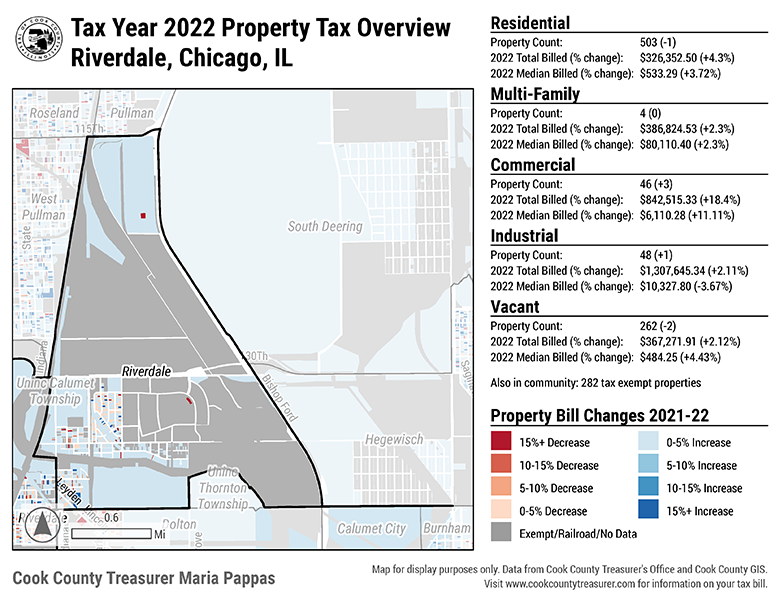 Tax Year 2022 Property Tax Overview
Riverdale, Chicago, IL
Residential
Property Count: 503 (-1)
2022 Total Billed (% change): $326,352.50 (+4.3%)
2022 Median Billed (% change): $533.29 (+3.72%)
Multi-Family
Property Count: 4 (0)
2022 Total Billed (% change): $386,824.53 (+2.3%)
2022 Median Billed (% change): $80,110.40 (+2.3%)
Commercial
Property Count: 46 (+3)
2022 Total Billed (% change): $842,515.33 (+18.4%)
2022 Median Billed (% change): $6,110.28 (+11.11%)
Industrial
Property Count: 48 (+1)
2022 Total Billed (% change): $1,307,645.34 (+2.11%)
2022 Median Billed (% change): $10,327.80 (-3.67%)
Vacant
Property Count: 262 (-2)
2022 Total Billed (% change): $367,271.91 (+2.12%)
2022 Median Billed (% change): $484.25 (+4.43%)
Also in community: 282 tax exempt properties
Property Bill Changes 2021-22
15%+ Decrease
10-15% Decrease
5-10% Decrease
0-5% Decrease
Exempt/Railroad/No Data
0-5% Increase
5-10% Increase
10-15% Increase
15%+ Increase
Roseland
Pullman
115Th
West
Pullman
State
South Deering
Indiana
Riverdale
130Th
Uninc Calumet
Township
Bishop Ford
Hegewisch
Uninc
Thornton
Township
Leyden
Dolton
Calumet City
Burnham
0.6
Mi
Cook County Treasurer Maria Pappas
Map for display purposes only. Data from Cook County Treasurer's Office and Cook County GIS.
Visit www.cookcountytreasurer.com for information on your tax bill.